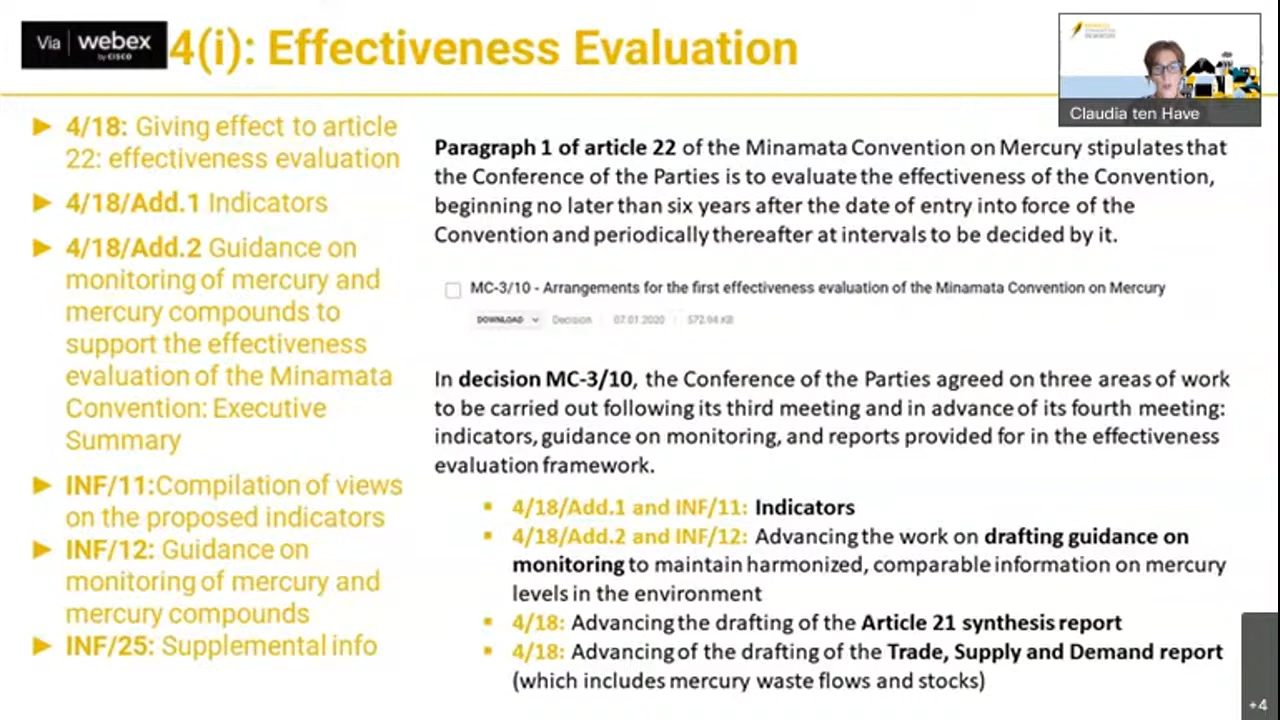 Via webex
by CISCO
4(i): Effectiveness Evaluation
Claudia ten Have
► 4/18: Giving effect to article
22: effectiveness evaluation
► 4/18/Add.1 Indicators
► 4/18/Add.2 Guidance on
monitoring of mercury and
mercury compounds to
support the effectiveness
evaluation of the Minamata
Convention: Executive
Summary
► INF/11:Compilation of views
on the proposed indicators
► INF/12: Guidance on
monitoring of mercury and
mercury compounds
► INF/25: Supplemental info
Paragraph 1 of article 22 of the Minamata Convention on Mercury stipulates that
the Conference of the Parties is to evaluate the effectiveness of the Convention,
beginning no later than six years after the date of entry into force of the
Convention and periodically thereafter at intervals to be decided by it.
MC-3/10 - Arrangements for the first effectiveness evaluation of the Minamata Convention on Mercury
DOWNLOAD Decision 07.01.2020 572.94 KB
In decision MC-3/10, the Conference of the Parties agreed on three areas of work
to be carried out following its third meeting and in advance of its fourth meeting:
indicators, guidance on monitoring, and reports provided for in the effectiveness
evaluation framework.
▪ 4/18/Add.1 and INF/11: Indicators
▪ 4/18/Add.2 and INF/12: Advancing the work on drafting guidance on
monitoring to maintain harmonized, comparable information on mercury
levels in the environment
▪ 4/18: Advancing the drafting of the Article 21 synthesis report
▪ 4/18: Advancing of the drafting of the Trade, Supply and Demand report
(which includes mercury waste flows and stocks)
+4